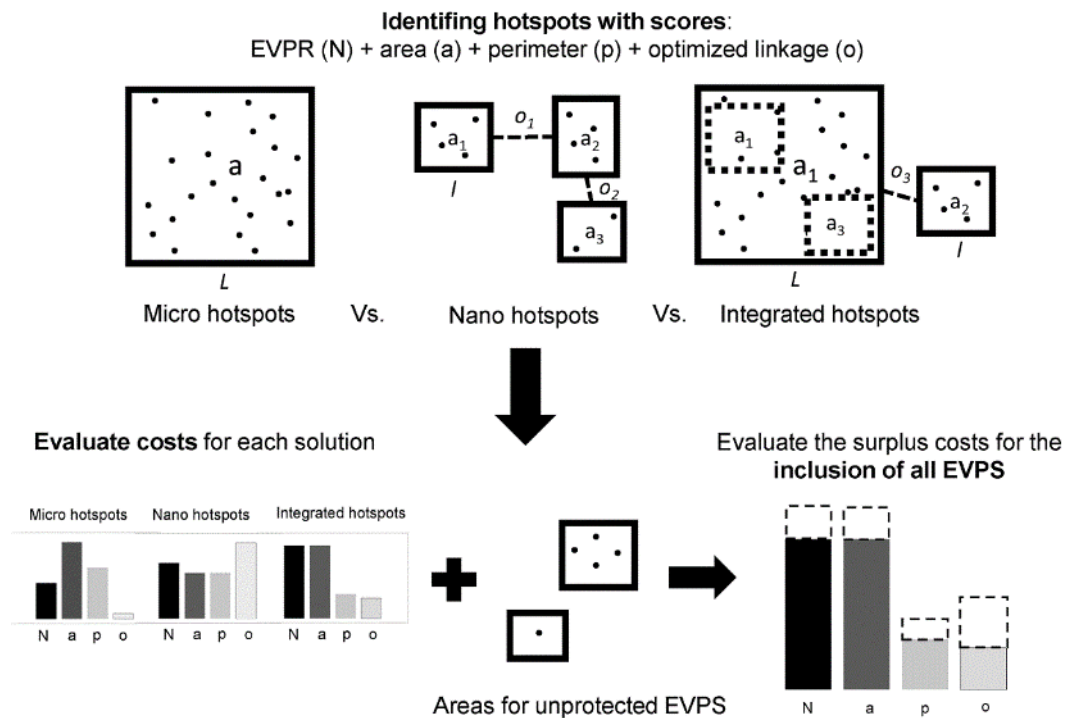 Identifing hotspots with scores:
EVPR (N) + area (a) + perimeter (p) + optimized linkage (o)
a
L
a1
o1
a2
l
o2
a3
a1
a1
o3
a2
a3
l
L
Micro hotspots Vs. Nano hotspots Vs. Integrated hotspots
Evaluate costs for each solution
Micro hotspots Nano hotspots Integrated hotspots
N a p o N a p o N a p o
Areas for unprotected EVPS
Evaluate the surplus costs for the
inclusion of all EVPS
N a p o